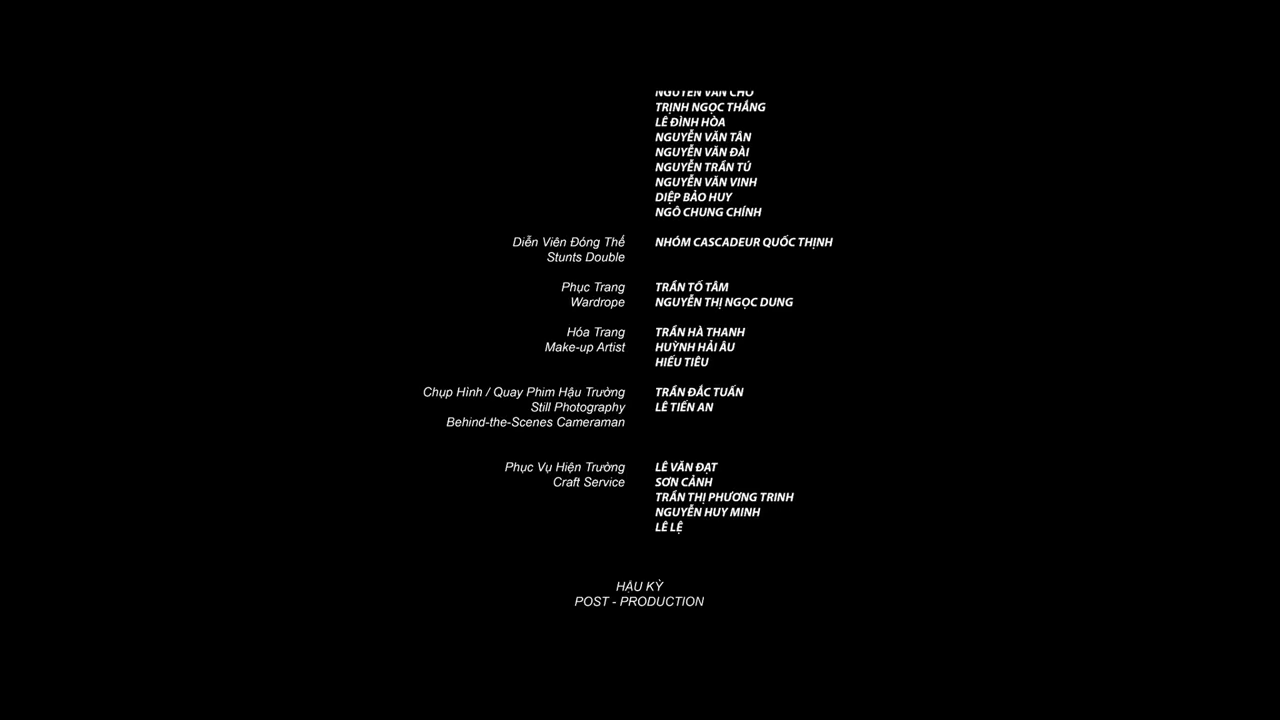 TRỊNH NGỌC THẮNG
LÊ ĐÌNH HÒA
NGUYỄN VĂN TÂN
NGUYỄN VĂN ĐÀI
NGUYỄN TRẦN TÚ
NGUYỄN VĂN VINH
DIỆP BẢO HUY
NGÔ CHUNG CHÍNH
Diễn Viên Đóng Thế NHÓM CASCADEUR QUỐC THỊNH
Stunts Double
Phục Trang TRẦN TỐ TÂM
Wardrope NGUYỄN THỊ NGỌC DUNG
Hóa Trang TRẦN HÀ THANH
Make-up Artist HUỲNH HẢI ÂU
HIẾU TIÊU
Chụp Hình / Quay Phim Hậu Trường TRẦN ĐẮC TUẤN
Still Photography LÊ TIẾN AN
Behind-the-Scenes Cameraman
Phục Vụ Hiện Trường LÊ VĂN ĐẠT
Craft Service SƠN CẢNH
TRẦN THỊ PHƯƠNG TRINH
NGUYỄN HUY MINH
LÊ LỆ
HẬU KỲ
POST - PRODUCTION